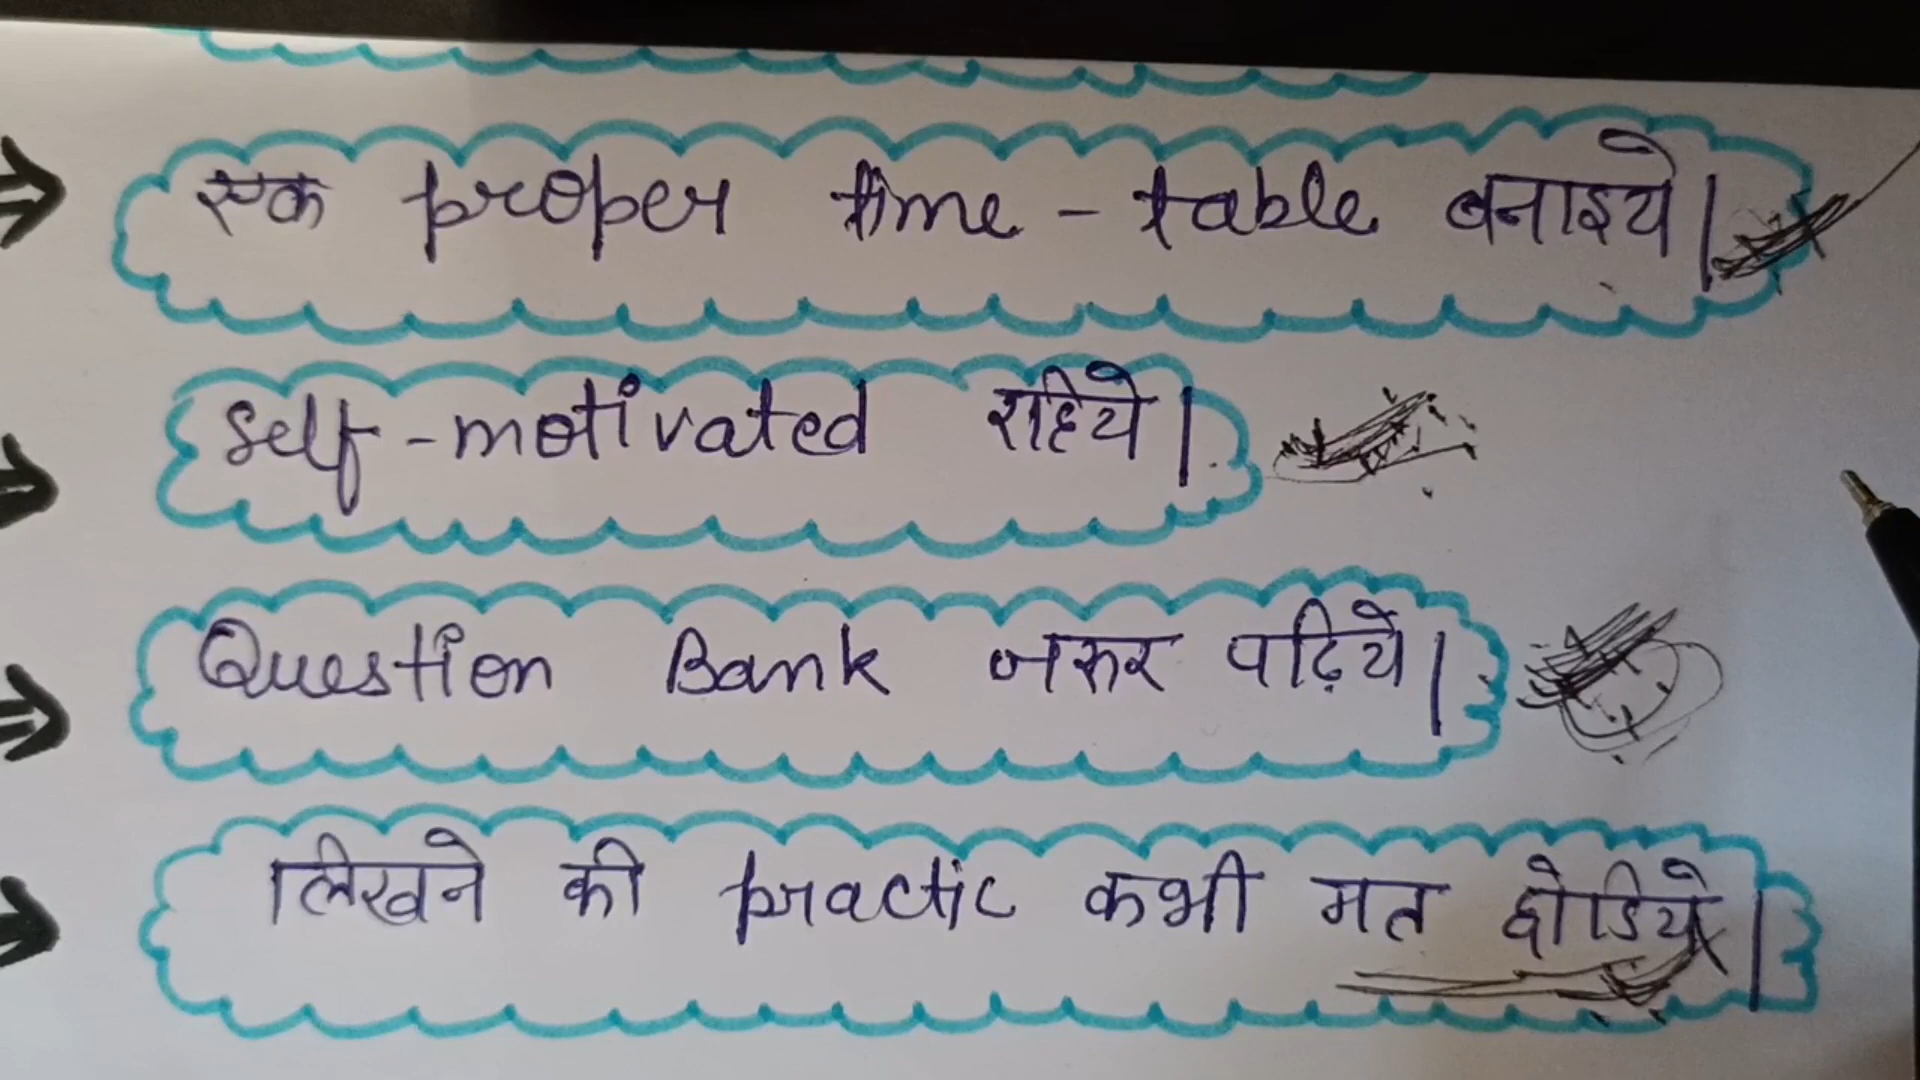 एक proper time - table बनाइये|
self - motivated रहिये|
Question Bank जरुर पढ़िये|
लिखने की practic कभी मत छोडिये|